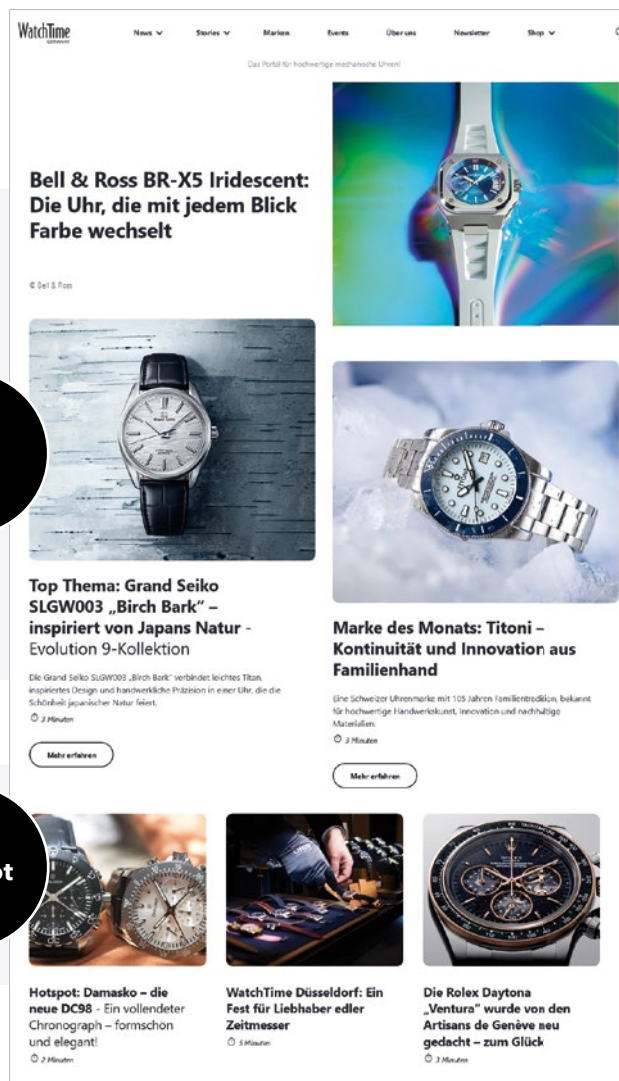 WatchTime
GERMANY
News
Stories
Marken
Events
Über uns
Newsletter
Shop
Das Portal für hochwertige mechanische Uhren!
Bell & Ross BR-X5 Iridescent:
Die Uhr, die mit jedem Blick
Farbe wechselt
© Bell & Ross
Top Thema: Grand Seiko
SLGW003 „Birch Bark“ –
inspiriert von Japans Natur -
Evolution 9-Kollektion
Die Grand Seiko SLGW003 „Birch Bark“ verbindet leichtes Titan,
inspiriertes Design und handwerkliche Präzision in einer Uhr, die die
Schönheit japanischer Natur feiert.
3 Minuten
Mehr erfahren
Marke des Monats: Titoni –
Kontinuität und Innovation aus
Familienhand
Eine Schweizer Uhrenmarke mit 105 Jahren Familientradition, bekannt
für hochwertige Handwerkskunst, Innovation und nachhaltige
Materialien.
3 Minuten
Mehr erfahren
ot
Hotspot: Damasko – die
neue DC98 - Ein vollendeter
Chronograph – formschön
und elegant!
2 Minuten
WatchTime Düsseldorf: Ein
Fest für Liebhaber edler
Zeitmesser
5 Minuten
Die Rolex Daytona
„Ventura“ wurde von den
Artisans de Genève neu
gedacht – zum Glück
3 Minuten